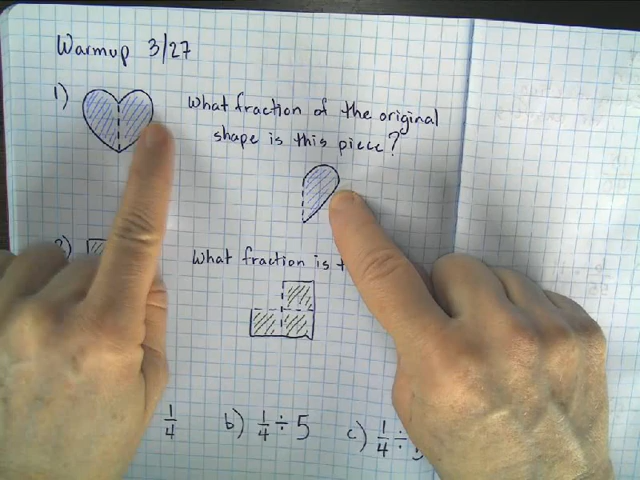 Warmup 3/27
1) What fraction of the original
shape is this piece?
2)
What fraction is
1/4 b) 1/4 ÷ 5 c) 1/4 ÷